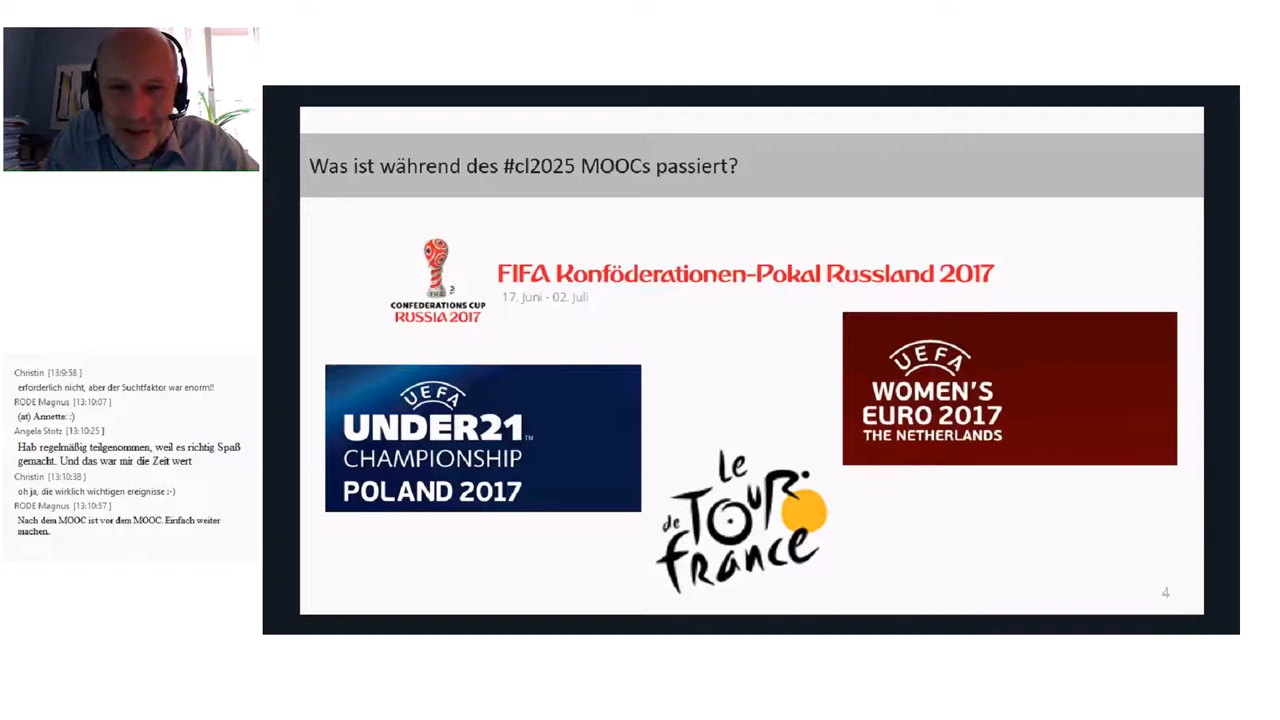 Was ist während des #cl2025 MOOCs passiert?
FIFA Konföderationen-Pokal Russland 2017
17. Juni - 02. Juli
FIFA
CONFEDERATIONS CUP
RUSSIA 2017
UEFA
UNDER21™
CHAMPIONSHIP
POLAND 2017
UEFA
WOMEN'S
EURO 2017
THE NETHERLANDS
Le
de TOUR
france
4
Christin [13:9:58 ]
erforderlich nicht, aber der Suchtfaktor war enorm!!
RODE Magnus [13:10:07 ]
(at) Annette: :)
Angela Stotz [13:10:25 ]
Hab regelmäßig teilgenommen, weil es richtig Spaß
gemacht. Und das war mir die Zeit wert
Christin [13:10:38 ]
oh ja, die wirklich wichtigen ereignisse :-)
RODE Magnus [13:10:57 ]
Nach dem MOOC ist vor dem MOOC. Einfach weiter
machen.